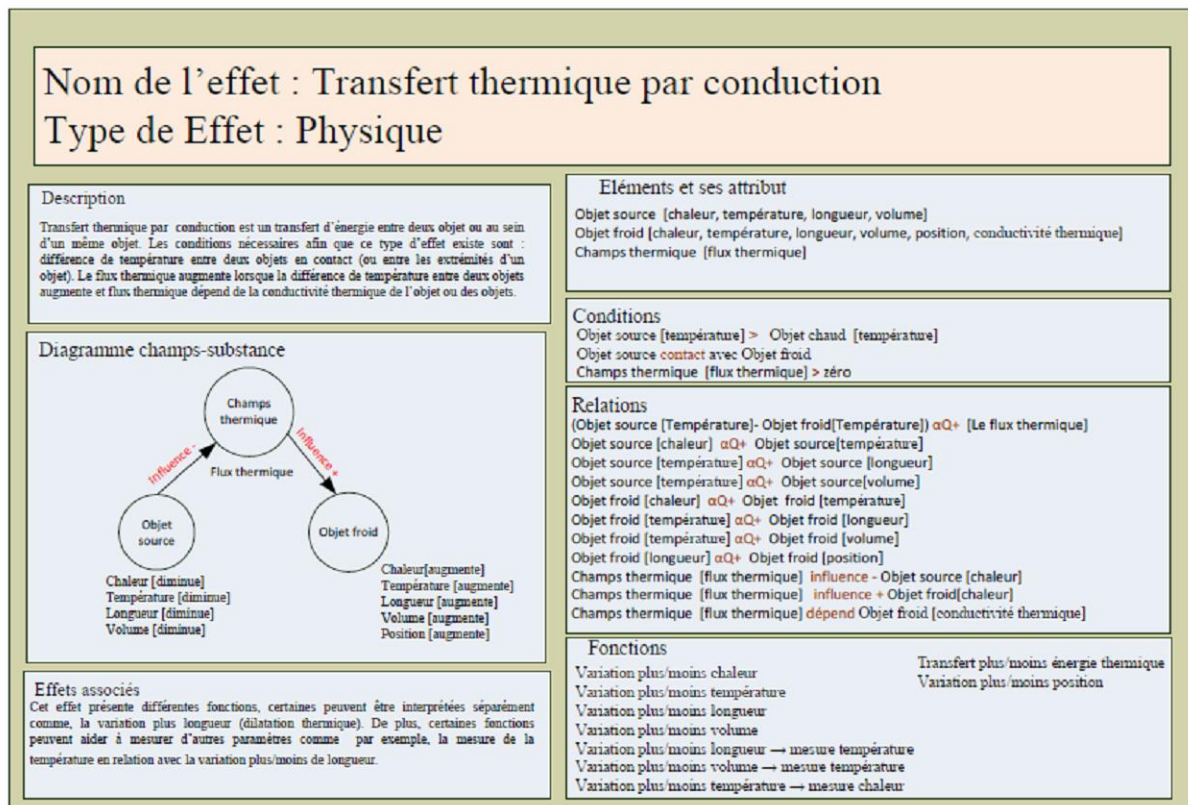 Nom de l’effet : Transfert thermique par conduction
Type de Effet : Physique
Description
Transfert thermique par conduction est un transfert d’énergie entre deux objet ou au sein
d’un même objet. Les conditions nécessaires afin que ce type d’effet existe sont :
différence de température entre deux objets en contact (ou entre les extrémités d’un
objet). Le flux thermique augmente lorsque la différence de température entre deux objets
augmente et flux thermique dépend de la conductivité thermique de l’objet ou des objets.
Diagramme champs-substance
Champs
thermique
Influence -
Influence +
Flux thermique
Objet
source
Objet froid
Chaleur [diminue]
Température [diminue]
Longueur [diminue]
Volume [diminue]
Chaleur[augmente]
Température [augmente]
Longueur [augmente]
Volume [augmente]
Position [augmente]
Effets associés
Cet effet présente différentes fonctions, certaines peuvent être interprétées séparément
comme, la variation plus longueur (dilatation thermique). De plus, certaines fonctions
peuvent aider à mesurer d’autres paramètres comme par exemple, la mesure de la
température en relation avec la variation plus/moins de longueur.
Eléments et ses attribut
Objet source [chaleur, température, longueur, volume]
Objet froid [chaleur, température, longueur, volume, position, conductivité thermique]
Champs thermique [flux thermique]
Conditions
Objet source [température] > Objet chaud [température]
Objet source contact avec Objet froid
Champs thermique [flux thermique] > zéro
Relations
(Objet source [Température]- Objet froid[Température]) αQ+ [Le flux thermique]
Objet source [chaleur] αQ+ Objet source[température]
Objet source [température] αQ+ Objet source [longueur]
Objet source [température] αQ+ Objet source[volume]
Objet froid [chaleur] αQ+ Objet froid [température]
Objet froid [température] αQ+ Objet froid [longueur]
Objet froid [température] αQ+ Objet froid [volume]
Objet froid [longueur] αQ+ Objet froid [position]
Champs thermique [flux thermique] influence - Objet source [chaleur]
Champs thermique [flux thermique] influence + Objet froid[chaleur]
Champs thermique [flux thermique] dépend Objet froid [conductivité thermique]
Fonctions
Variation plus/moins chaleur
Variation plus/moins température
Variation plus/moins longueur
Variation plus/moins volume
Variation plus/moins longueur → mesure température
Variation plus/moins volume → mesure température
Variation plus/moins température → mesure chaleur
Transfert plus/moins énergie thermique
Variation plus/moins position